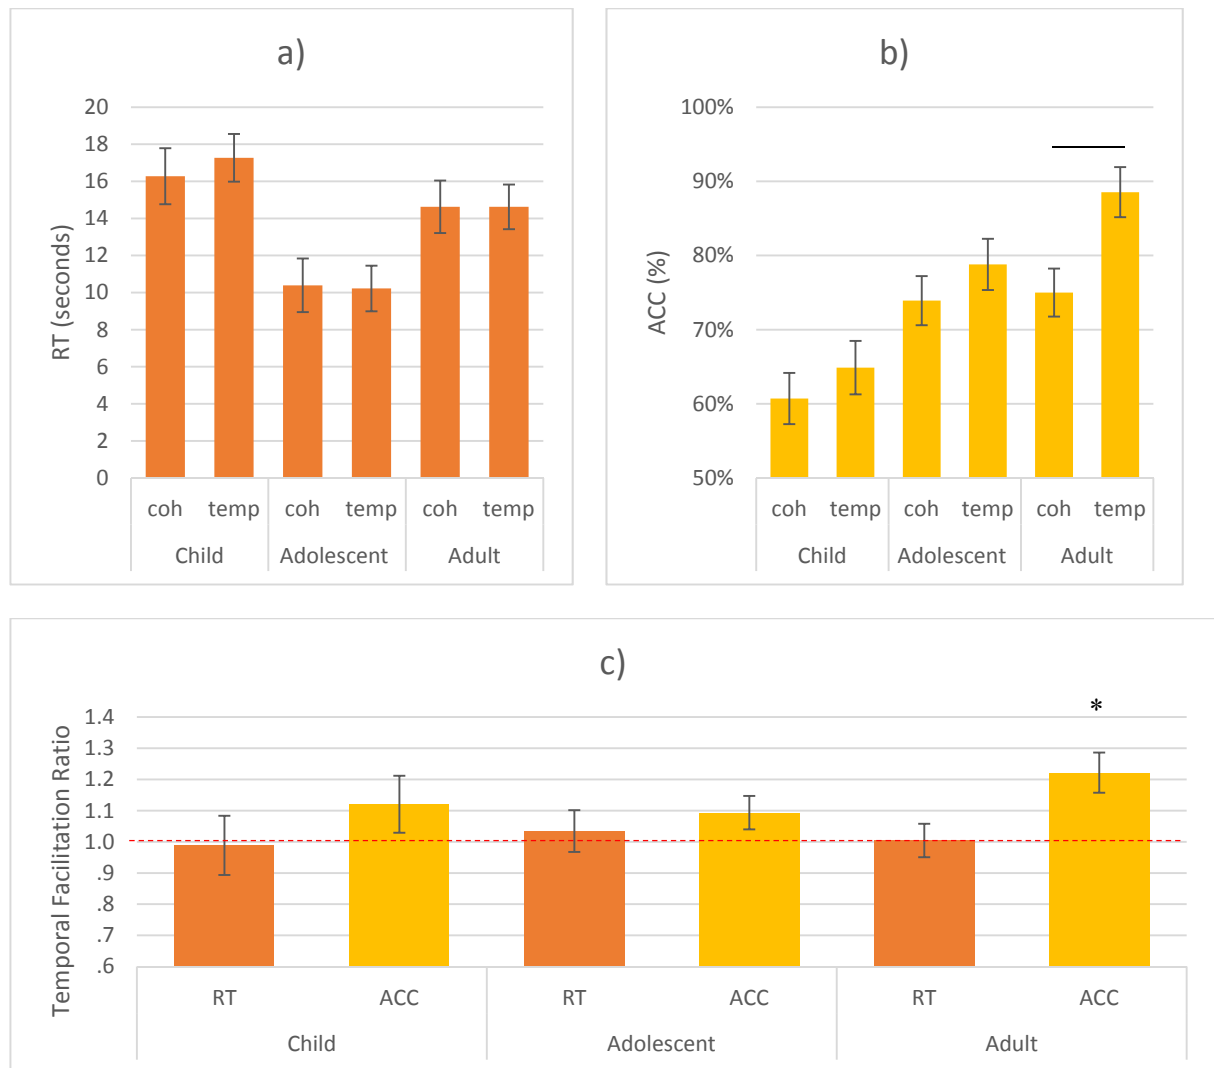 a)
RT (seconds)
20
18
16
14
12
10
8
6
4
2
0
coh temp coh temp coh temp
Child Adolescent Adult
b)
ACC (%)
100%
90%
80%
70%
60%
50%
coh temp coh temp coh temp
Child Adolescent Adult
c)
Temporal Facilitation Ratio
*
1.4
1.3
1.2
1.1
1.0
.9
.8
.7
.6
RT ACC RT ACC RT ACC
Child Adolescent Adult